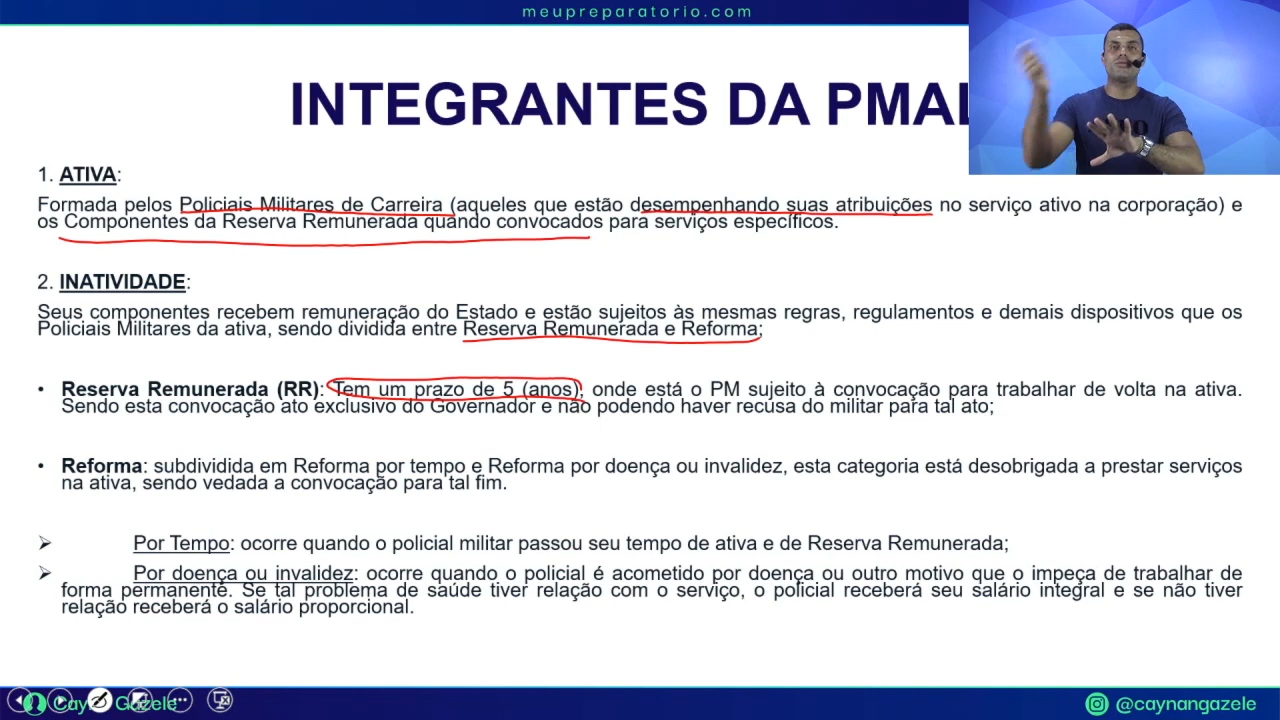 meupreparatorio.com
INTEGRANTES DA PMAL
1. ATIVA:
Formada pelos Policiais Militares de Carreira (aqueles que estão desempenhando suas atribuições no serviço ativo na corporação) e
os Componentes da Reserva Remunerada quando convocados para serviços específicos.
2. INATIVIDADE:
Seus componentes recebem remuneração do Estado e estão sujeitos às mesmas regras, regulamentos e demais dispositivos que os
Policiais Militares da ativa, sendo dividida entre Reserva Remunerada e Reforma;
• Reserva Remunerada (RR): Tem um prazo de 5 (anos), onde está o PM sujeito à convocação para trabalhar de volta na ativa.
Sendo esta convocação ato exclusivo do Governador e não podendo haver recusa do militar para tal ato;
• Reforma: subdividida em Reforma por tempo e Reforma por doença ou invalidez, esta categoria está desobrigada a prestar serviços
na ativa, sendo vedada a convocação para tal fim.
➢ Por Tempo: ocorre quando o policial militar passou seu tempo de ativa e de Reserva Remunerada;
➢ Por doença ou invalidez: ocorre quando o policial é acometido por doença ou outro motivo que o impeça de trabalhar de
forma permanente. Se tal problema de saúde tiver relação com o serviço, o policial receberá seu salário integral e se não tiver
relação receberá o salário proporcional.
Gazele
@caynangazele